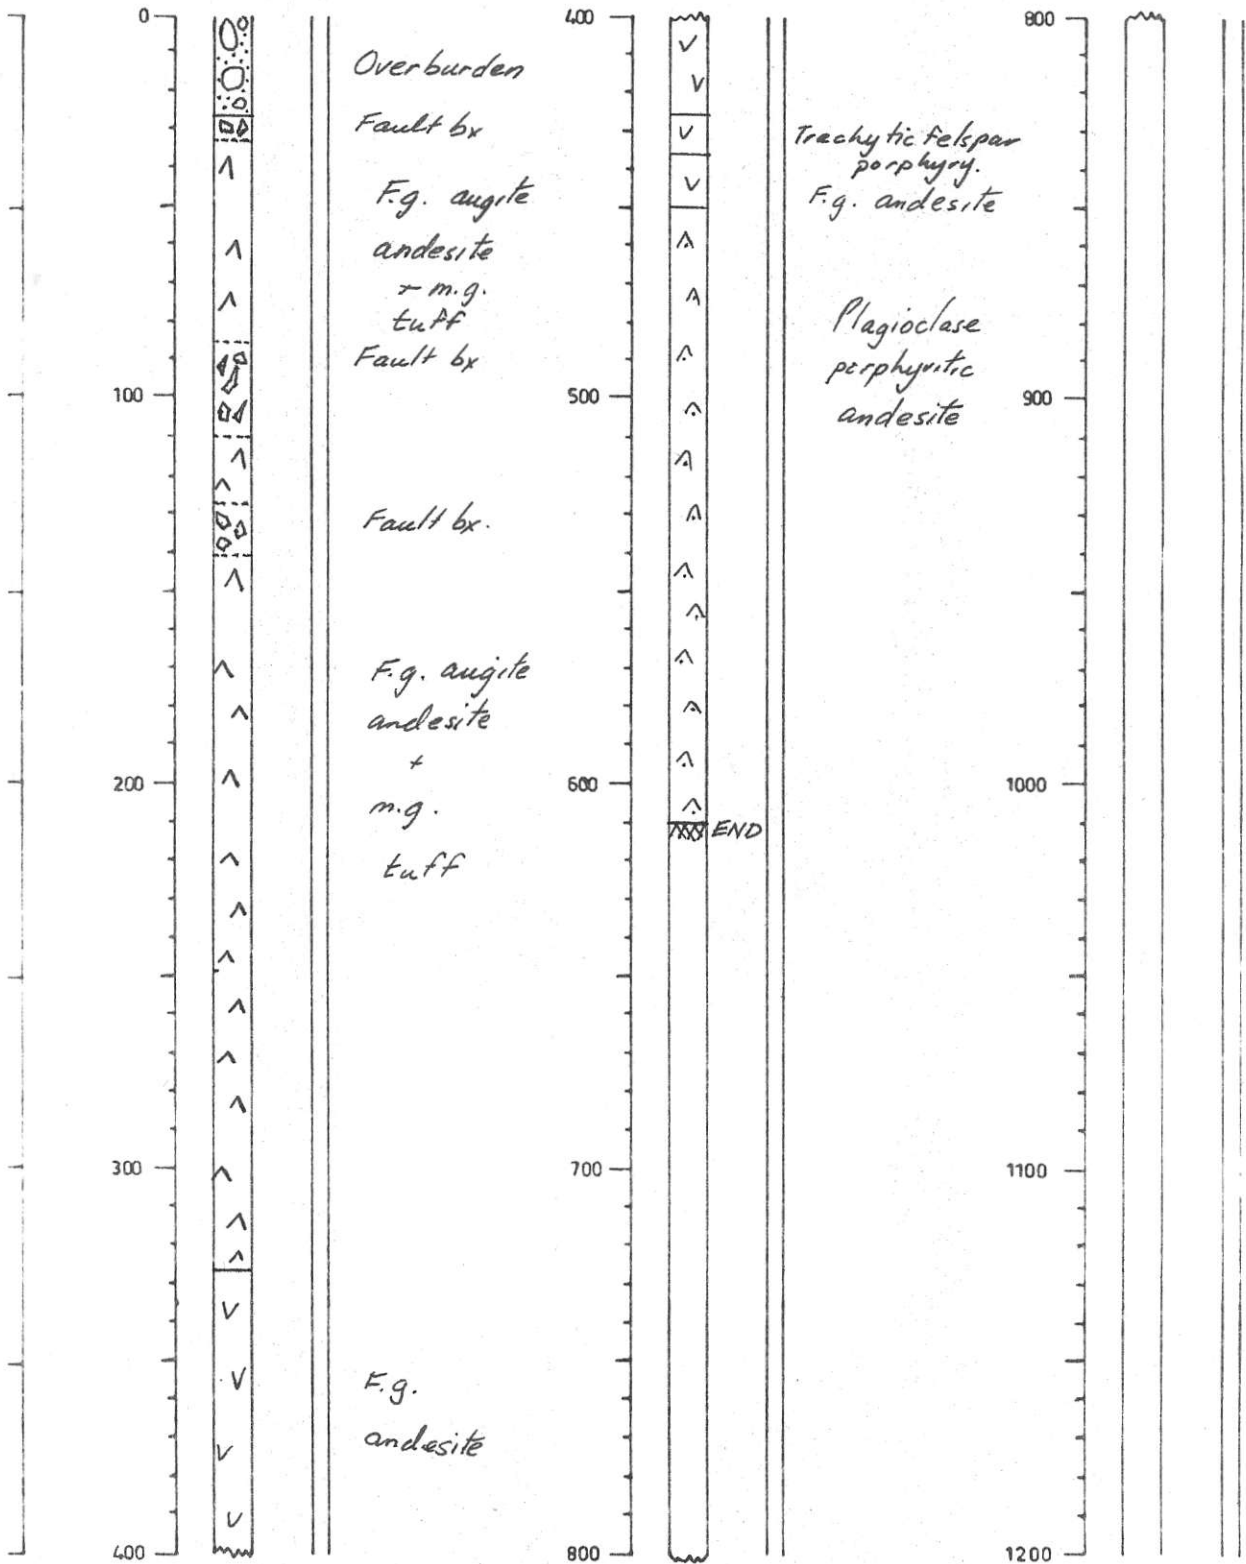 0
Overburden
Fault bx
F.g. augite
andesite
+ m.g.
tuff
Fault bx
100
Fault bx.
F.g. augite
andesite
+
m.g.
tuff
200
300
F.g.
andesite
400
400
Trachytic felspar
porphyry.
F.g. andesite
Plagioclase
porphyritic
andesite
500
600
END
700
800
800
900
1000
1100
1200